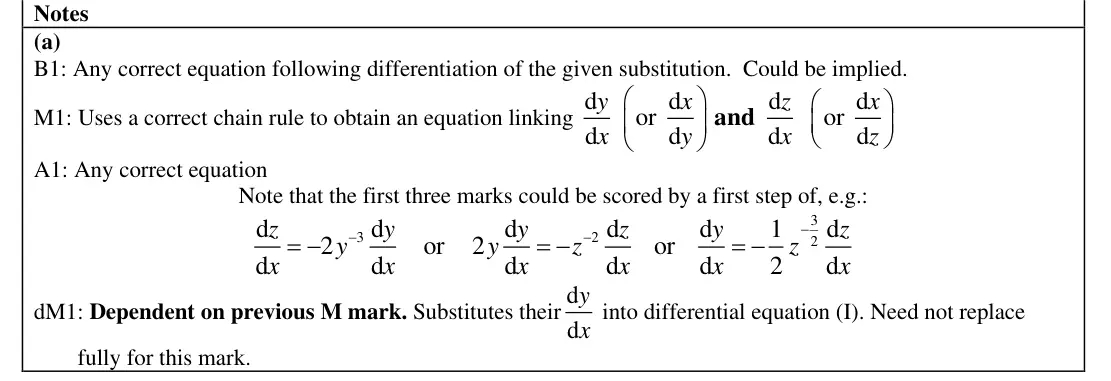 Notes
(a)
B1: Any correct equation following differentiation of the given substitution. Could be implied.
M1: Uses a correct chain rule to obtain an equation linking dy/dx (or dx/dy) and dz/dx (or dx/dz)
A1: Any correct equation
Note that the first three marks could be scored by a first step of, e.g.:
dz/dx = −2y⁻³ dy/dx or 2y dy/dx = −z⁻² dz/dx or dy/dx = −1/2 z^(−3/2) dz/dx
dM1: Dependent on previous M mark. Substitutes their dy/dx into differential equation (I). Need not replace
fully for this mark.